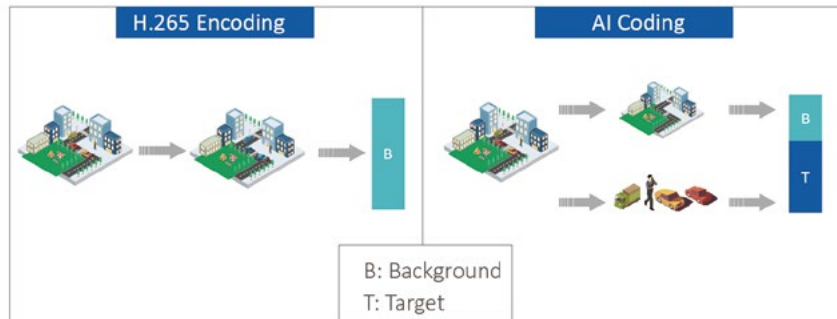 H.265 Encoding
AI Coding
B
B
T
B: Background
T: Target